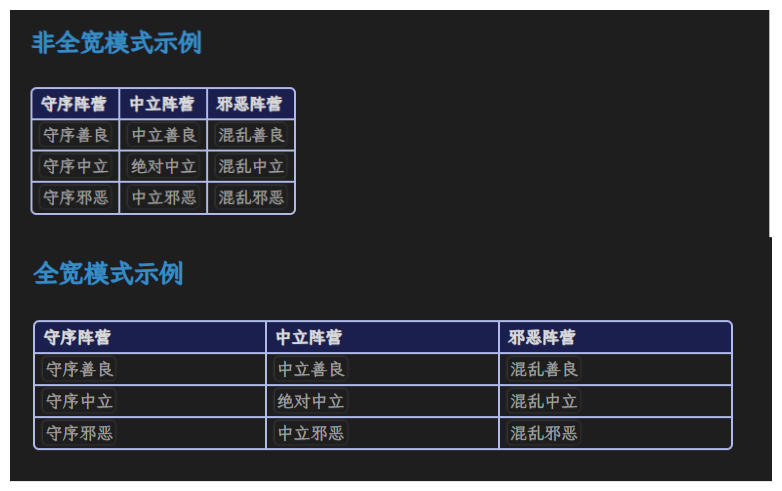 非全宽模式示例
守序阵营 中立阵营 邪恶阵营
守序善良 中立善良 混乱善良
守序中立 绝对中立 混乱中立
守序邪恶 中立邪恶 混乱邪恶
全宽模式示例
守序阵营 中立阵营 邪恶阵营
守序善良 中立善良 混乱善良
守序中立 绝对中立 混乱中立
守序邪恶 中立邪恶 混乱邪恶